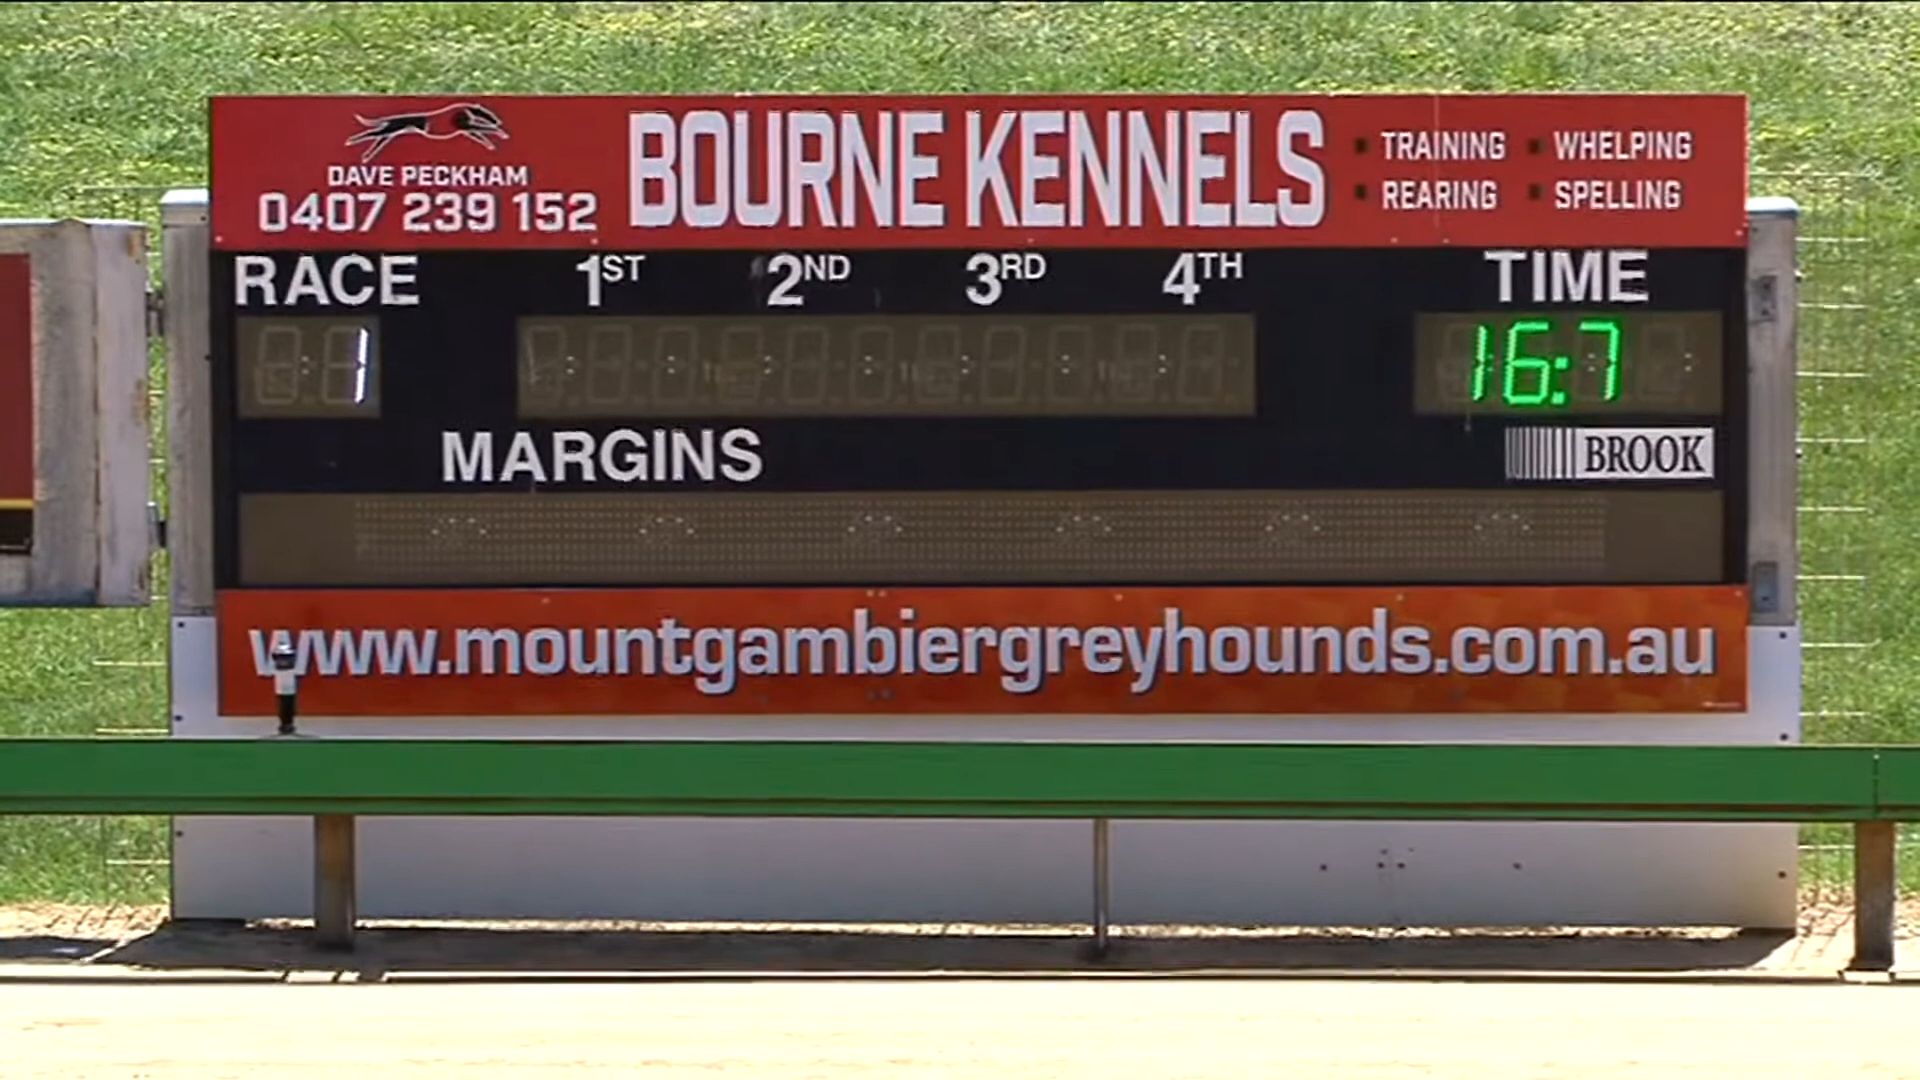 DAVE PECKHAM
0407 239 152
BOURNE KENNELS
TRAINING
WHELPING
REARING
SPELLING
RACE 1ST 2ND 3RD 4TH TIME
1 16:7
MARGINS
BROOK
www.mountgambiergreyhounds.com.au